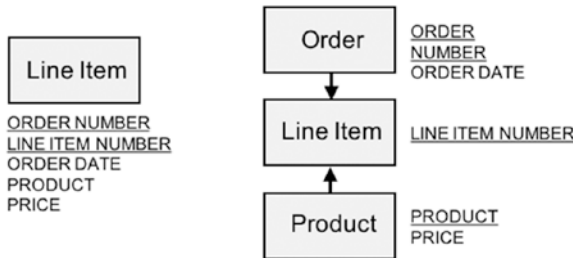 Line Item
ORDER NUMBER
LINE ITEM NUMBER
ORDER DATE
PRODUCT
PRICE
Order
ORDER
NUMBER
ORDER DATE
Line Item
LINE ITEM NUMBER
Product
PRODUCT
PRICE